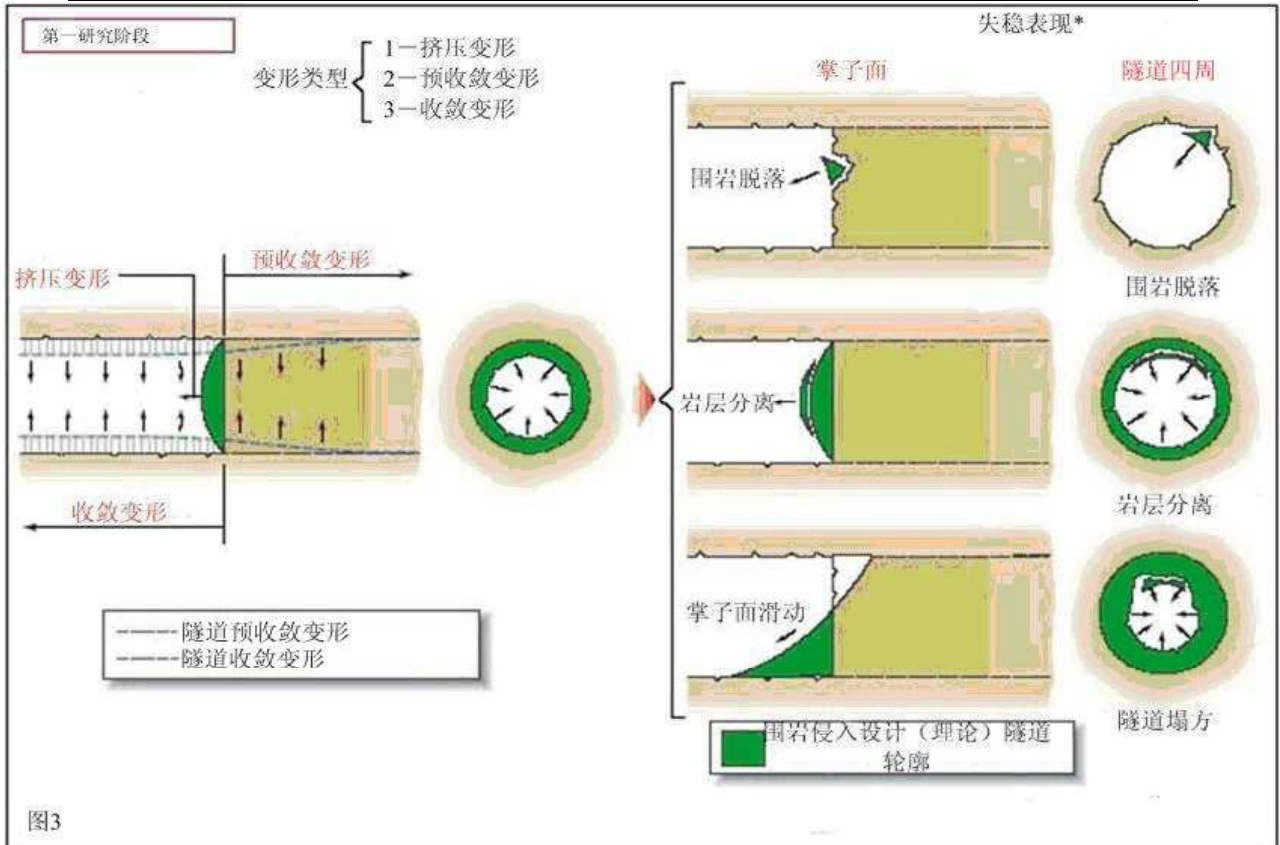 第一研究阶段
变形类型
1—挤压变形
2—预收敛变形
3—收敛变形
失稳表现*
掌子面
隧道四周
围岩脱落
围岩脱落
挤压变形
预收敛变形
收敛变形
岩层分离
岩层分离
掌子面滑动
隧道塌方
隧道预收敛变形
隧道收敛变形
围岩侵入设计（理论）隧道
轮廓
图3